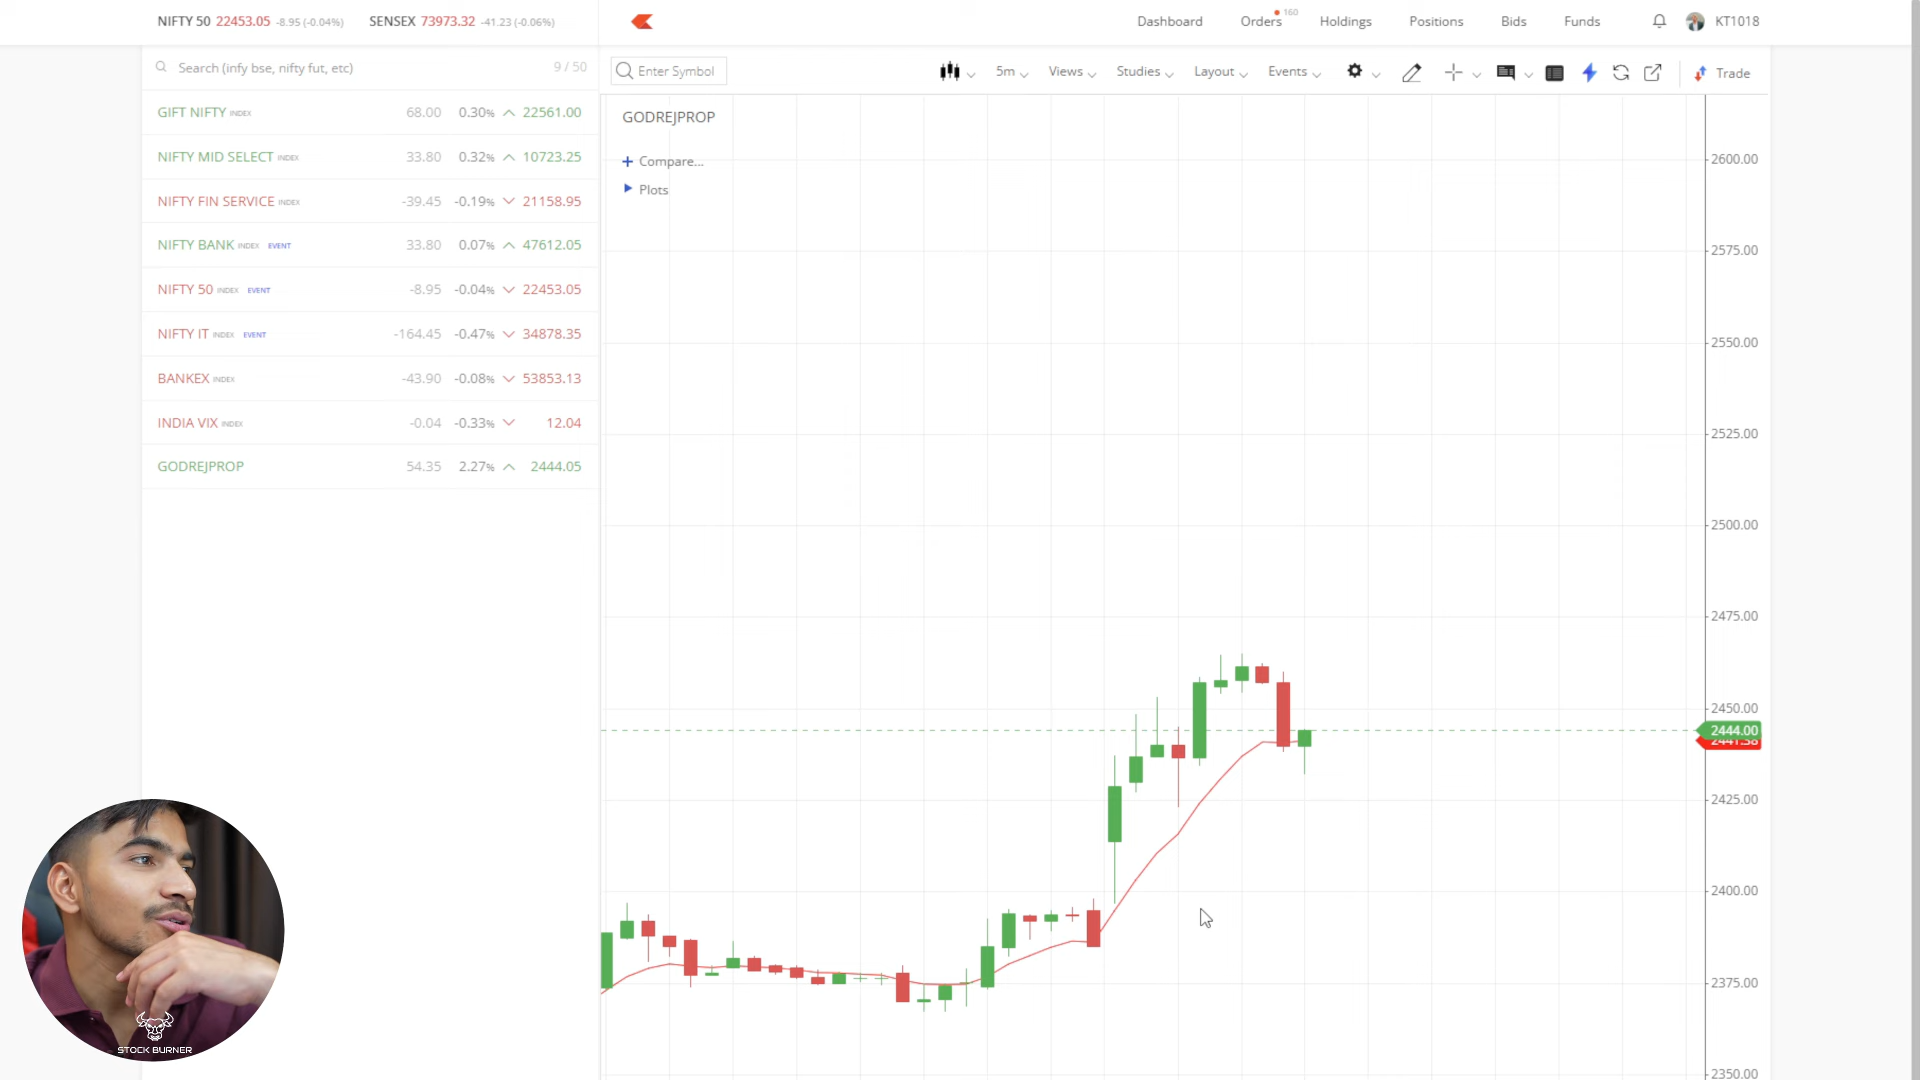 NIFTY 50 22453.05 -8.95 (-0.04%) SENSEX 73973.32 -41.23 (-0.06%)
Dashboard Orders 160 Holdings Positions Bids Funds KT1018
Search (infy bse, nifty fut, etc) 9 / 50
Enter Symbol 5m Views Studies Layout Events Trade
GIFT NIFTY INDEX 68.00 0.30% 22561.00
NIFTY MID SELECT INDEX 33.80 0.32% 10723.25
NIFTY FIN SERVICE INDEX -39.45 -0.19% 21158.95
NIFTY BANK INDEX EVENT 33.80 0.07% 47612.05
NIFTY 50 INDEX EVENT -8.95 -0.04% 22453.05
NIFTY IT INDEX EVENT -164.45 -0.47% 34878.35
BANKEX INDEX -43.90 -0.08% 53853.13
INDIA VIX INDEX -0.04 -0.33% 12.04
GODREJPROP 54.35 2.27% 2444.05
GODREJPROP
Compare...
Plots
2600.00
2575.00
2550.00
2525.00
2500.00
2475.00
2450.00
2444.00
2425.00
2400.00
2375.00
2350.00
STOCK BURNER